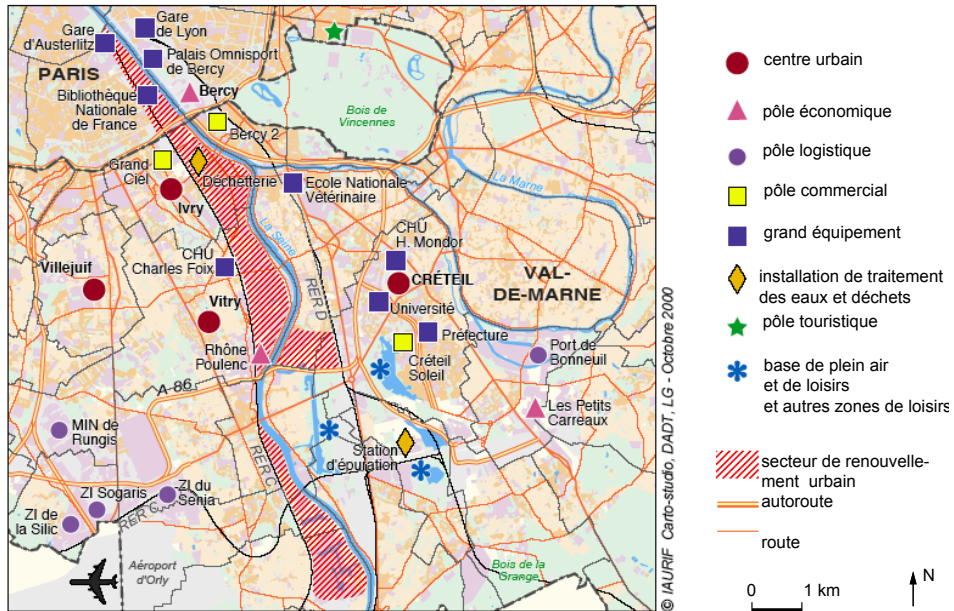 Gare
de Lyon
Gare
d'Austerlitz
PARIS
Palais Omnisport
de Bercy
Bercy
Bibliothèque
Nationale
de France
Bercy 2
Bois de
Vincennes
Grand
Ciel
Déchetterie
Ivry
Ecole Nationale
Vétérinaire
La Marne
La Seine
CHU
H. Mondor
CHU
Charles Foix
Villejuif
CRÉTEIL
VAL-
DE-MARNE
RER D
Vitry
Université
Préfecture
Rhône
Poulenc
Créteil
Soleil
Port de
Bonneuil
A 86
Les Petits
Carreaux
MIN de
Rungis
Station
d'épuration
RER C
ZI Sogaris
ZI du
Senia
ZI de
la Silic
RER C
Aéroport
d'Orly
Bois de la
Grange
© IAURIF Carto-studio, DADT, LG - Octobre 2000
centre urbain
pôle économique
pôle logistique
pôle commercial
grand équipement
installation de traitement
des eaux et déchets
pôle touristique
base de plein air
et de loisirs
et autres zones de loisirs
secteur de renouvelle-
ment urbain
autoroute
route
0 1 km
N